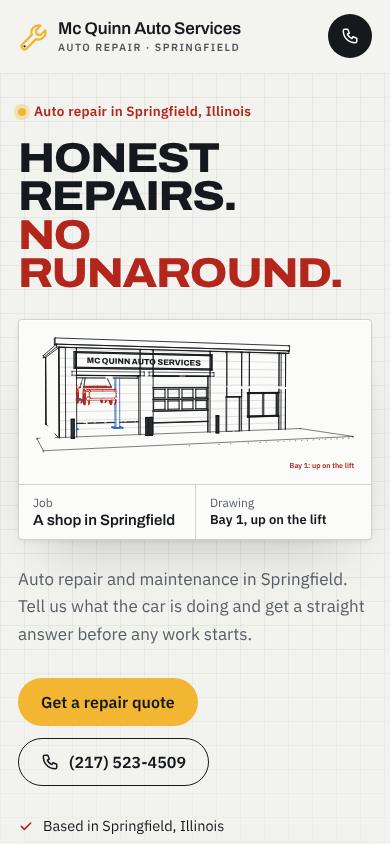 Mc Quinn Auto Services
AUTO REPAIR · SPRINGFIELD
Auto repair in Springfield, Illinois
HONEST
REPAIRS.
NO
RUNAROUND.
MC QUINN AUTO SERVICES
Bay 1: up on the lift
Job
A shop in Springfield
Drawing
Bay 1, up on the lift
Auto repair and maintenance in Springfield.
Tell us what the car is doing and get a straight
answer before any work starts.
Get a repair quote
(217) 523-4509
Based in Springfield, Illinois